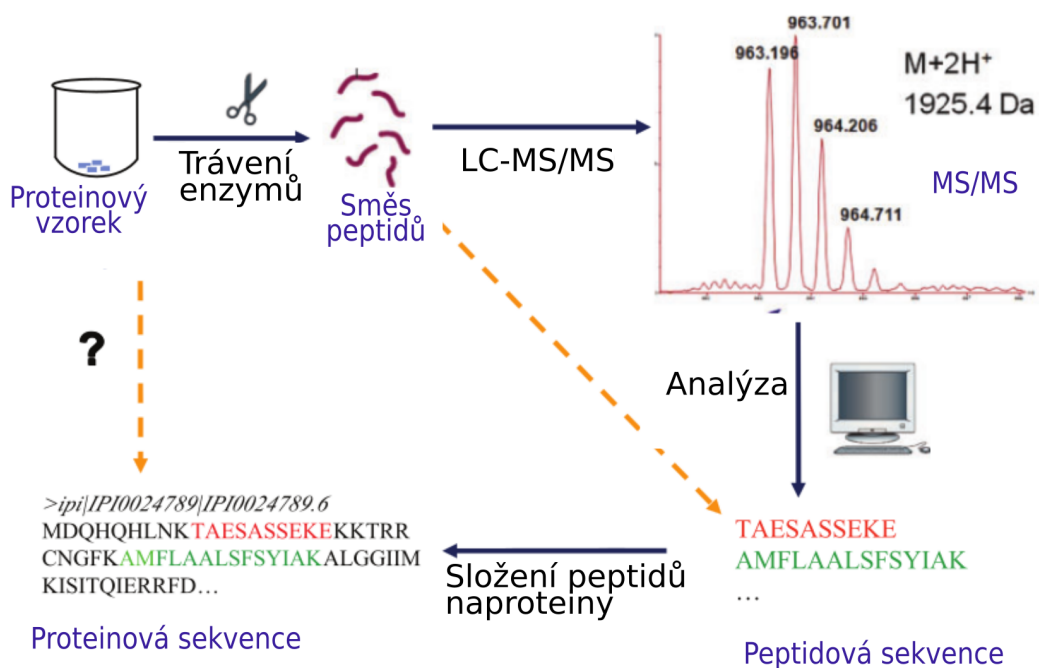 963.701
963.196
M+2H⁺
1925.4 Da
964.206
964.711
MS/MS
Trávení
enzymů
LC-MS/MS
Proteinový
vzorek
Směs
peptidů
?
Analýza
>ipi|IPI0024789|IPI0024789.6
MDQHQHLNKTAESASSEKEKKTRR
CNGFKAMFLAALSFSYIAKALGGIIM
KISITQIERRFD...
Proteinová sekvence
Složení peptidů
naproteiny
TAESASSEKE
AMFLAALSFSYIAK
...
Peptidová sekvence